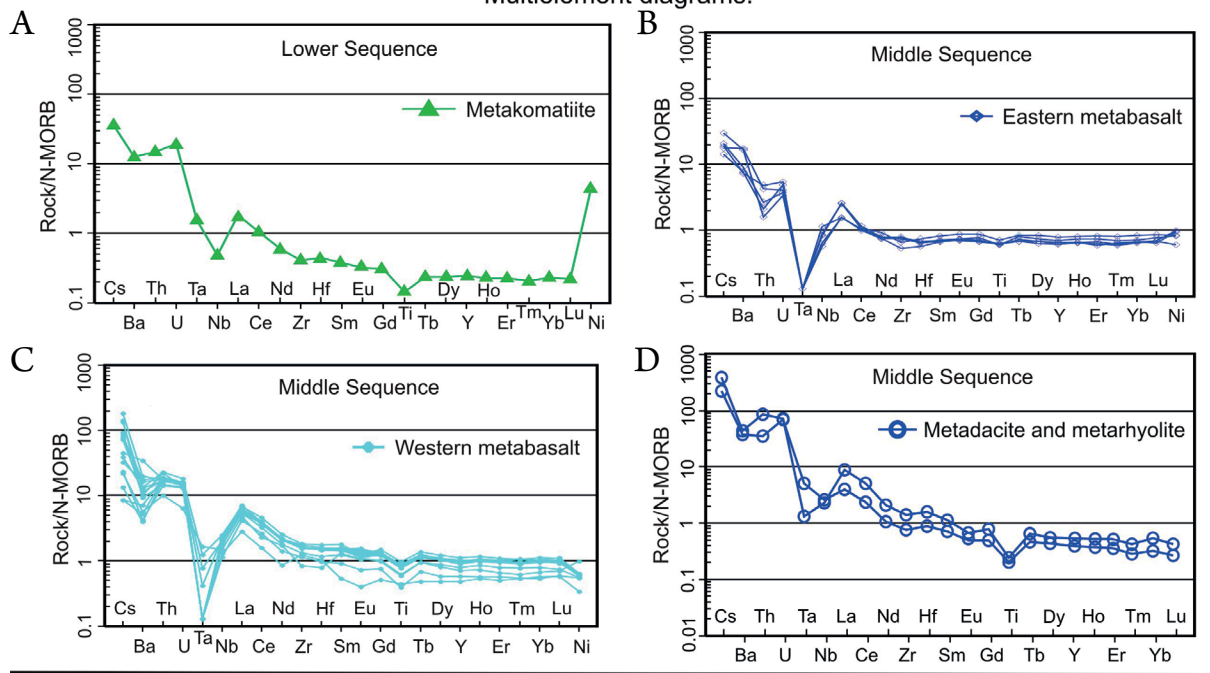 Multielement diagrams.
A
Lower Sequence
Metakomatiite
Rock/N-MORB
1000
100
10
1
0.1
Cs Th Ta La Nd Hf Eu Ti Dy Ho Tm Lu
Ba U Nb Ce Zr Sm Gd Tb Y Er Yb Ni
B
Middle Sequence
Eastern metabasalt
Rock/N-MORB
1000
100
10
1
0.1
Cs Th Ta La Nd Hf Eu Ti Dy Ho Tm Lu
Ba U Nb Ce Zr Sm Gd Tb Y Er Yb Ni
C
Middle Sequence
Western metabasalt
Rock/N-MORB
1000
100
10
1
0.1
Cs Th Ta La Nd Hf Eu Ti Dy Ho Tm Lu
Ba U Nb Ce Zr Sm Gd Tb Y Er Yb Ni
D
Middle Sequence
Metadacite and metarhyolite
Rock/N-MORB
1000
100
10
1
0.1
0.01
Cs Th Ta La Nd Hf Eu Ti Dy Ho Tm Lu
Ba U Nb Ce Zr Sm Gd Tb Y Er Yb